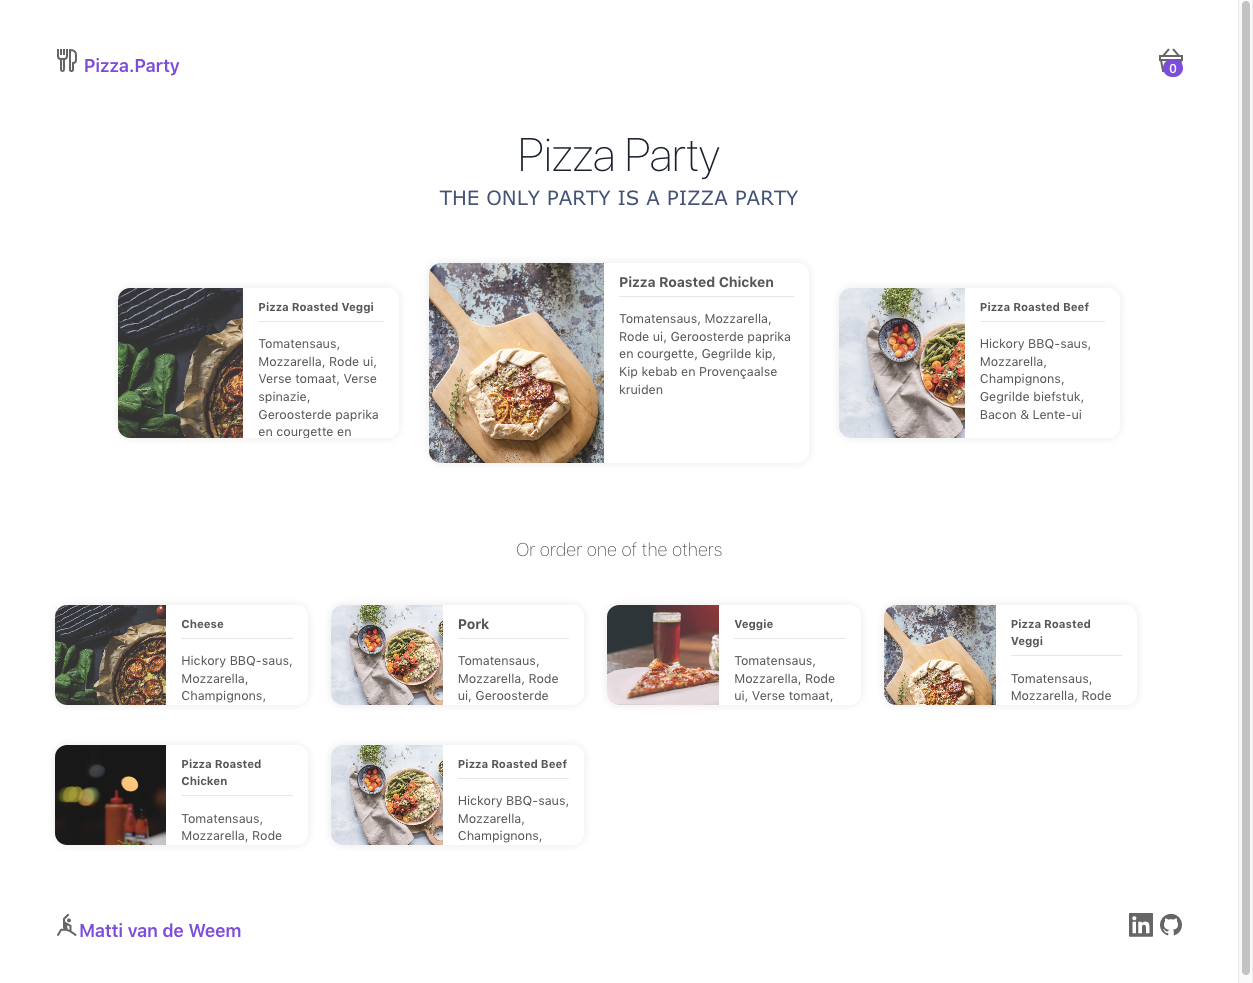 Pizza.Party
0
Pizza Party
THE ONLY PARTY IS A PIZZA PARTY
Pizza Roasted Veggi
Tomatensaus,
Mozzarella, Rode ui,
Verse tomaat, Verse
spinazie,
Geroosterde paprika
en courgette en
Pizza Roasted Chicken
Tomatensaus, Mozzarella,
Rode ui, Geroosterde paprika
en courgette, Gegrilde kip,
Kip kebab en Provençaalse
kruiden
Pizza Roasted Beef
Hickory BBQ-saus,
Mozzarella,
Champignons,
Gegrilde biefstuk,
Bacon & Lente-ui
Or order one of the others
Cheese
Hickory BBQ-saus,
Mozzarella,
Champignons,
Pork
Tomatensaus,
Mozzarella, Rode
ui, Geroosterde
Veggie
Tomatensaus,
Mozzarella, Rode
ui, Verse tomaat,
Pizza Roasted
Veggi
Tomatensaus,
Mozzarella, Rode
Pizza Roasted
Chicken
Tomatensaus,
Mozzarella, Rode
Pizza Roasted Beef
Hickory BBQ-saus,
Mozzarella,
Champignons,
Matti van de Weem
in